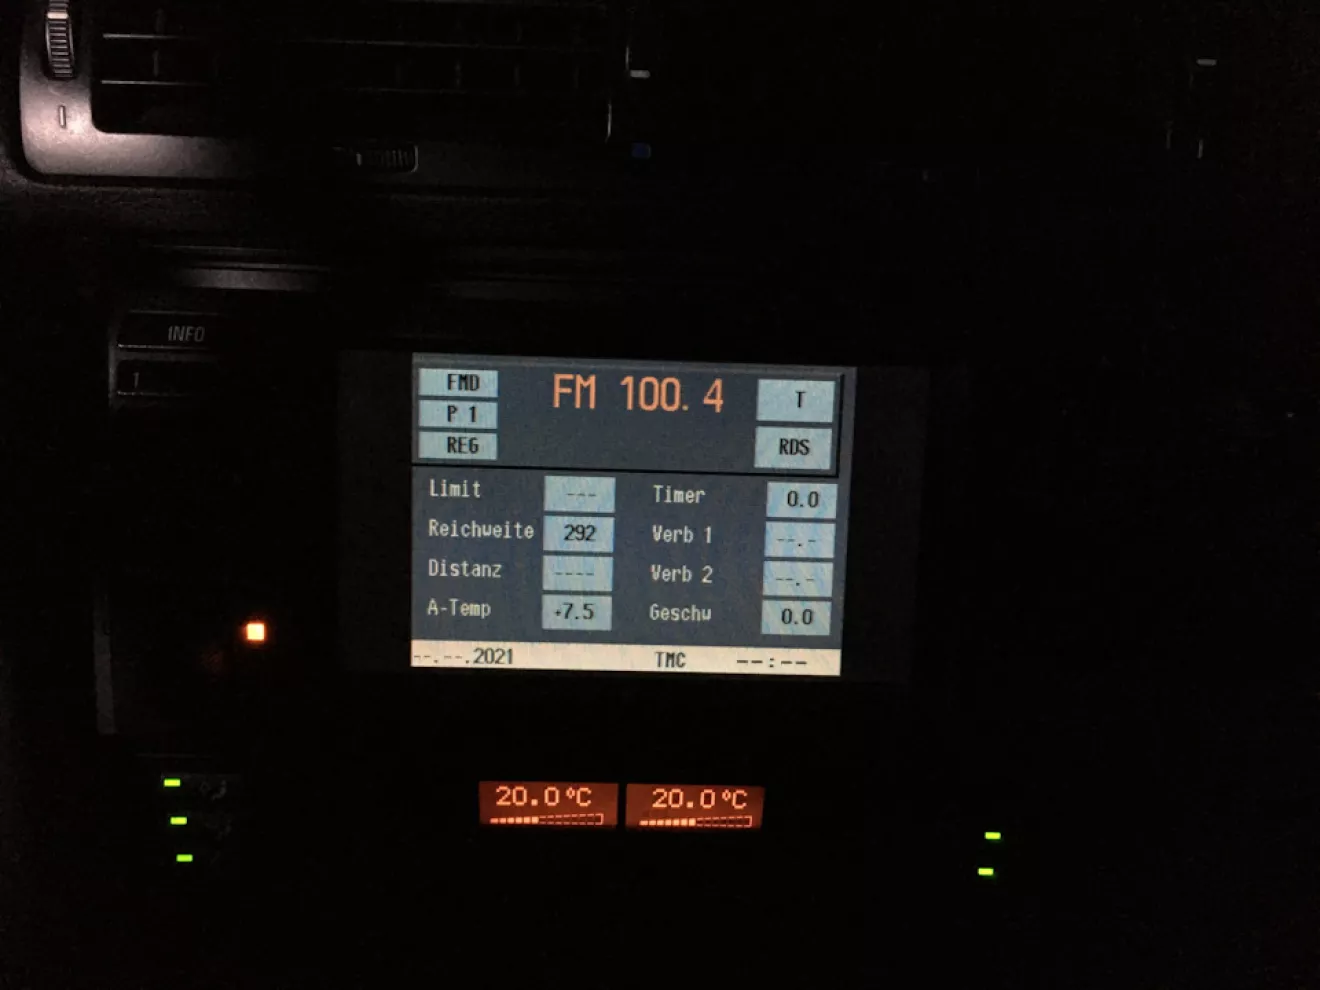 INFO
1
FMD
FM 100.4
T
P 1
REG
RDS
Limit --- Timer 0.0
Reichweite 292 Verb 1 --.-
Distanz ---- Verb 2 --.-
A-Temp +7.5 Geschw 0.0
--.--.2021 TMC --:--
20.0°C 20.0°C